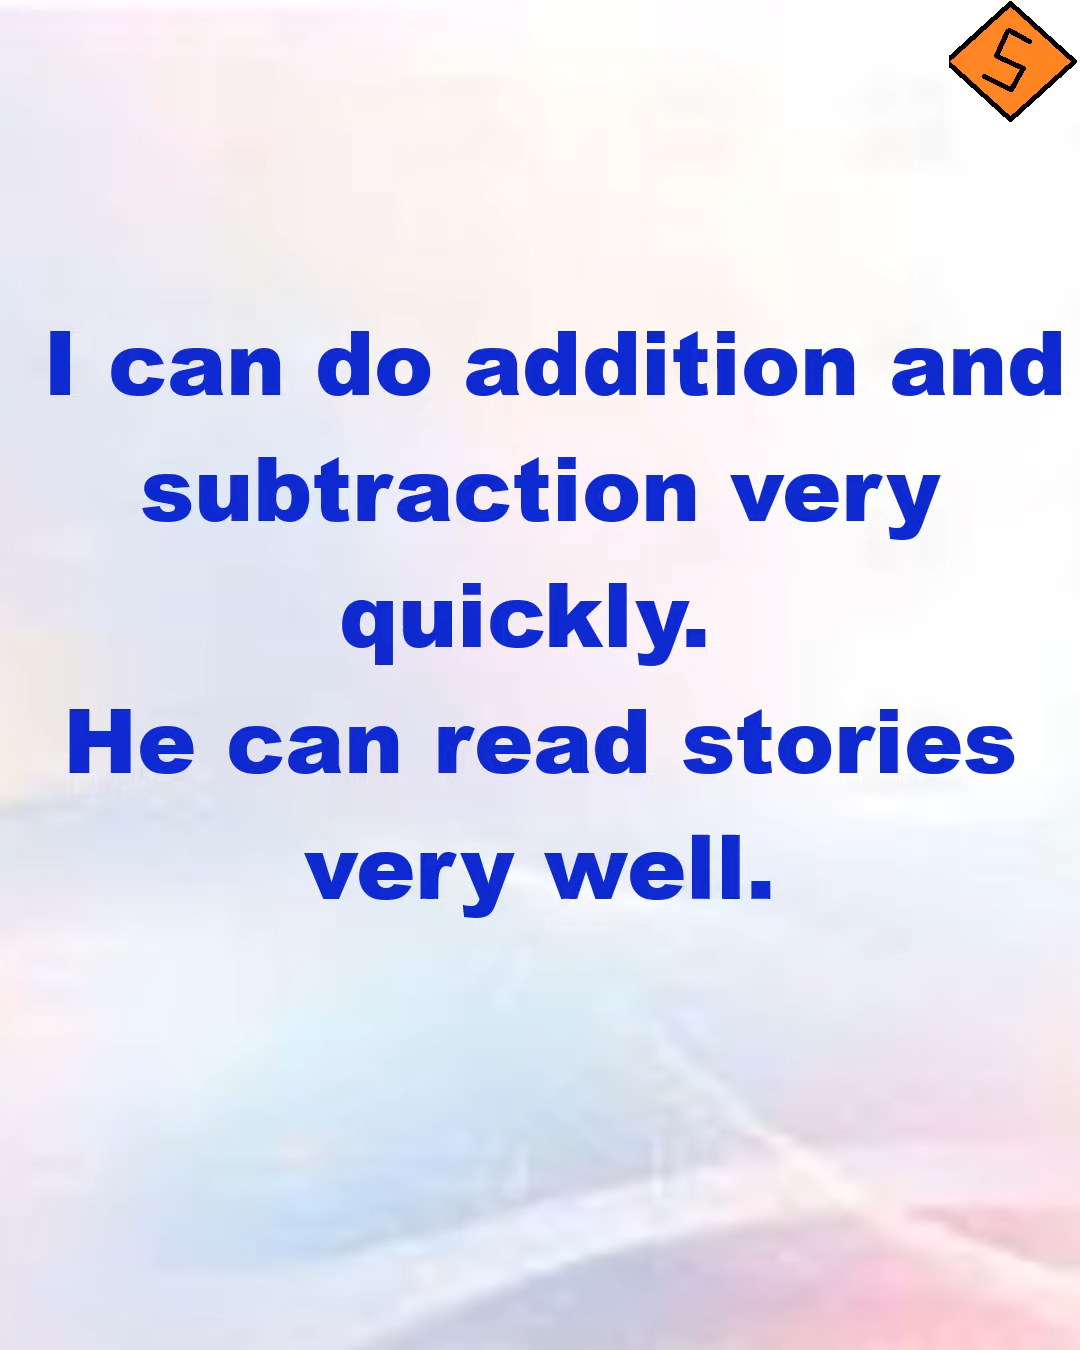 S
I can do addition and
subtraction very
quickly.
He can read stories
very well.